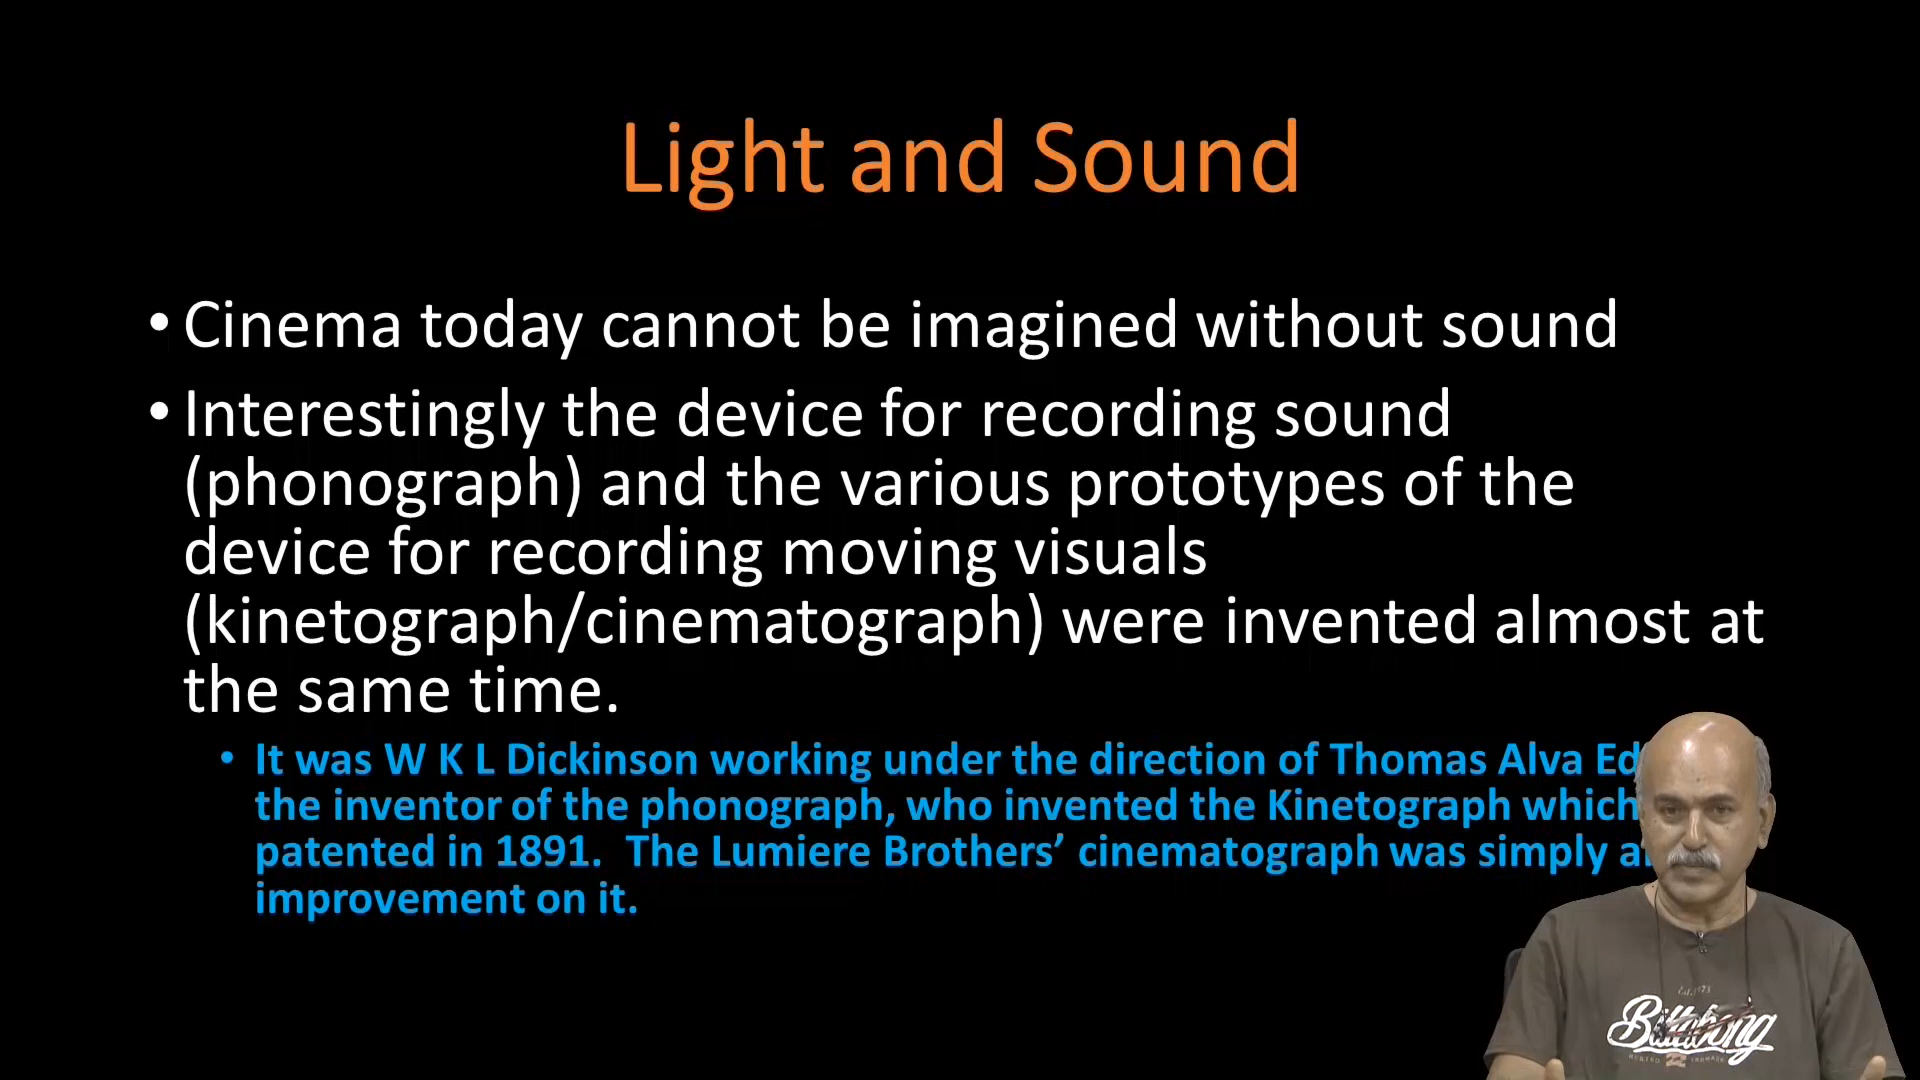 Light and Sound
• Cinema today cannot be imagined without sound
• Interestingly the device for recording sound
(phonograph) and the various prototypes of the
device for recording moving visuals
(kinetograph/cinematograph) were invented almost at
the same time.
• It was W K L Dickinson working under the direction of Thomas Alva
the inventor of the phonograph, who invented the Kinetograph which
patented in 1891. The Lumiere Brothers’ cinematograph was simply
improvement on it.
Billabong